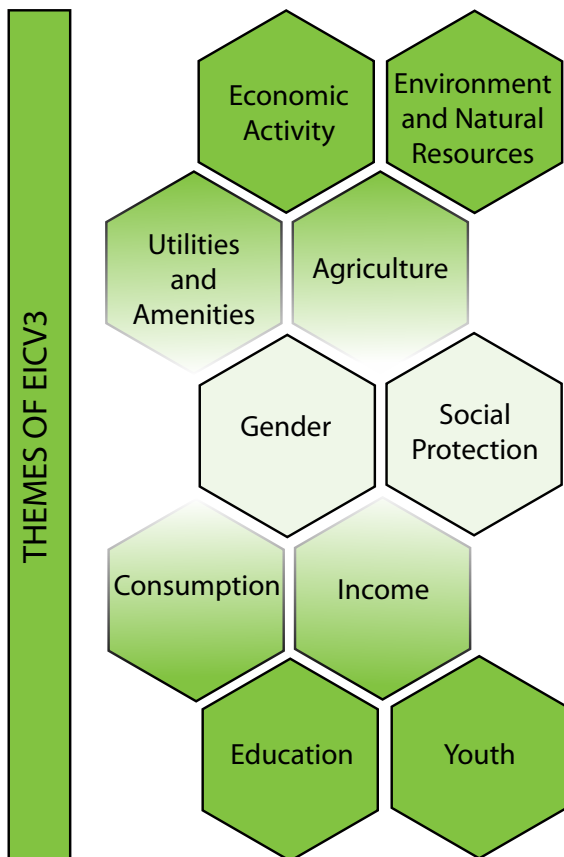 THEMES OF EICV3
Economic
Activity
Environment
and Natural
Resources
Utilities
and
Amenities
Agriculture
Gender
Social
Protection
Consumption
Income
Education
Youth